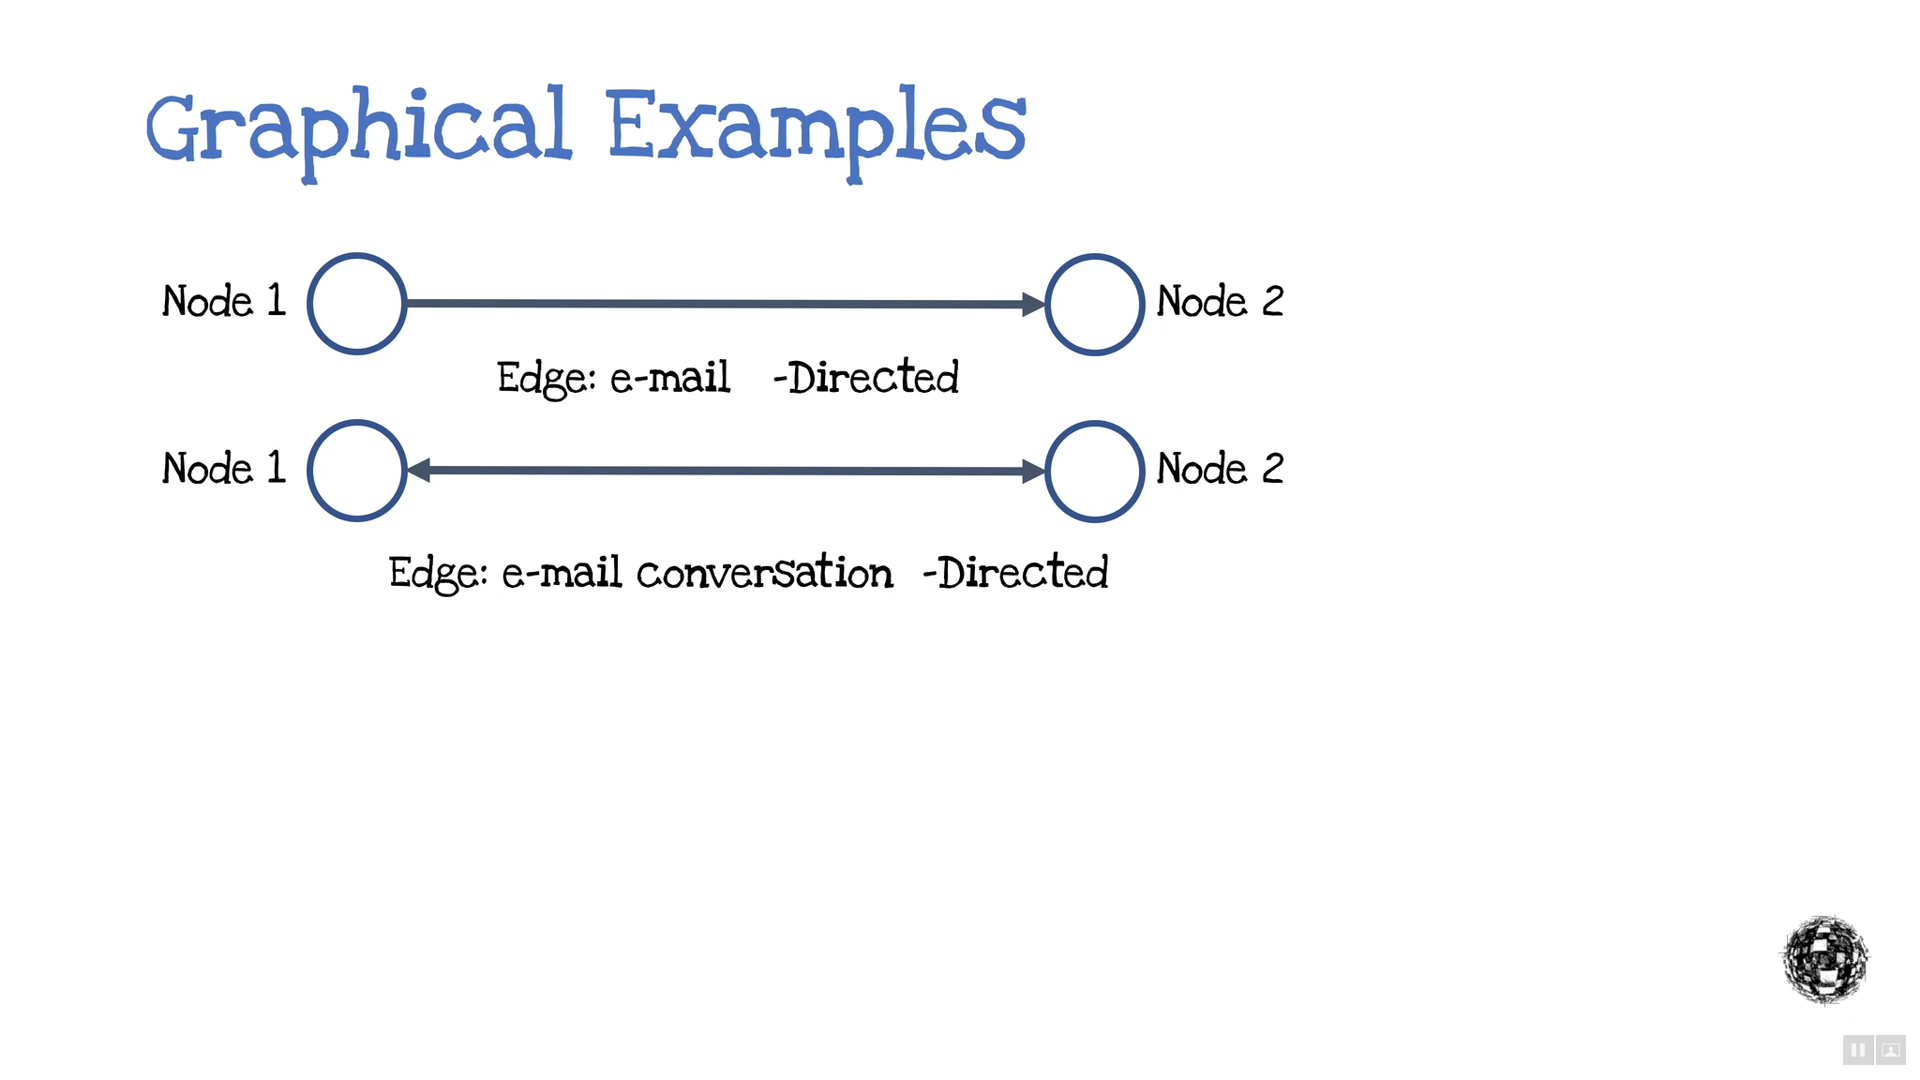 Graphical Examples
Node 1
Node 2
Edge: e-mail -Directed
Node 1
Node 2
Edge: e-mail conversation -Directed